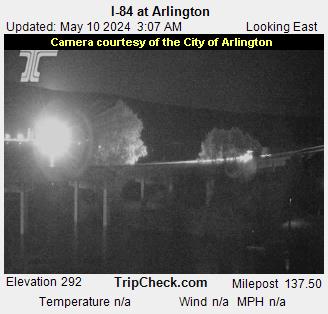 I-84 at Arlington
Updated: May 10 2024 3:07 AM Looking East
Camera courtesy of the City of Arlington
Elevation 292 TripCheck.com Milepost 137.50
Temperature n/a Wind n/a MPH n/a